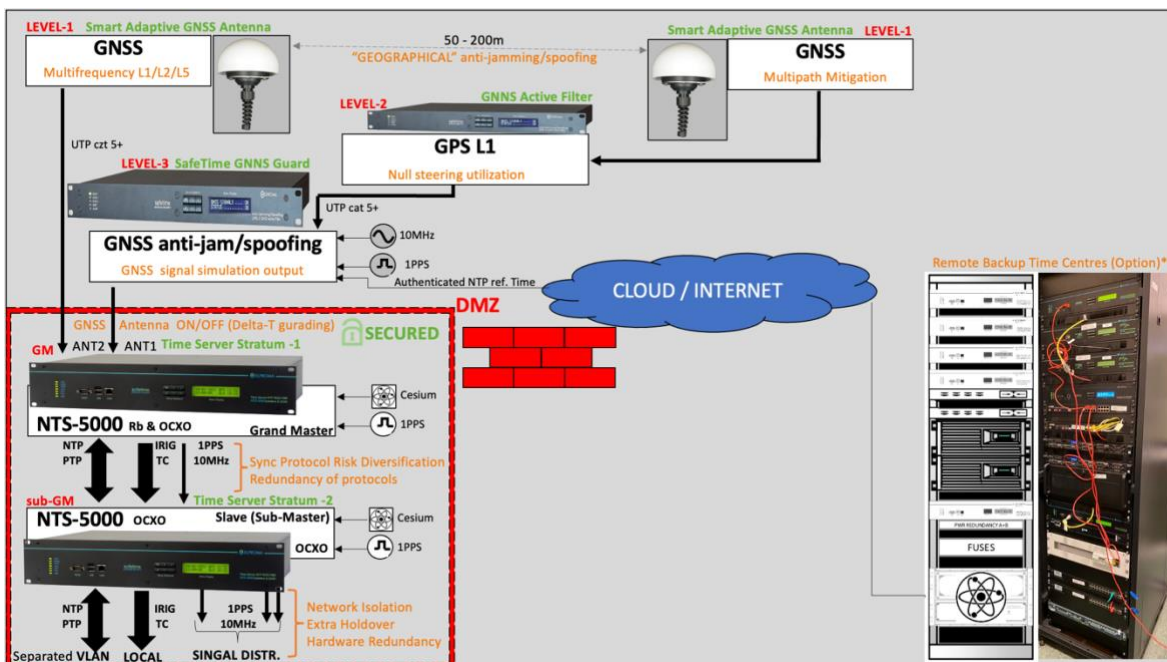 LEVEL-1 Smart Adaptive GNSS Antenna
GNSS
Multifrequency L1/L2/L5
50 - 200m
"GEOGRAPHICAL" anti-jamming/spoofing
Smart Adaptive GNSS Antenna LEVEL-1
GNSS
Multipath Mitigation
LEVEL-2
GNNS Active Filter
GPS L1
Null steering utilization
UTP czt 5+
LEVEL-3 SafeTime GNNS Guard
UTP cat 5+
GNSS anti-jam/spoofing
GNSS signal simulation output
10MHz
1PPS
Authenticated NTP ref. Time
CLOUD / INTERNET
DMZ
Remote Backup Time Centres (Option)*
GNSS Antenna ON/OFF (Delta-T gurading)
SECURED
GM
ANT2 ANT1 Time Server Stratum -1
NTS-5000 Rb & OCXO
Grand Master
Cesium
1PPS
NTP
PTP
IRIG
TC
1PPS
10MHz
Sync Protocol Risk Diversification
Redundancy of protocols
sub-GM
Time Server Stratum -2
NTS-5000 OCXO
Slave (Sub-Master)
OCXO
Cesium
1PPS
NTP
PTP
IRIG
TC
1PPS
10MHz
Network Isolation
Extra Holdover
Hardware Redundancy
Separated VLAN
LOCAL
SINGAL DISTR.
PWR REDUNDANCY A+B
FUSES